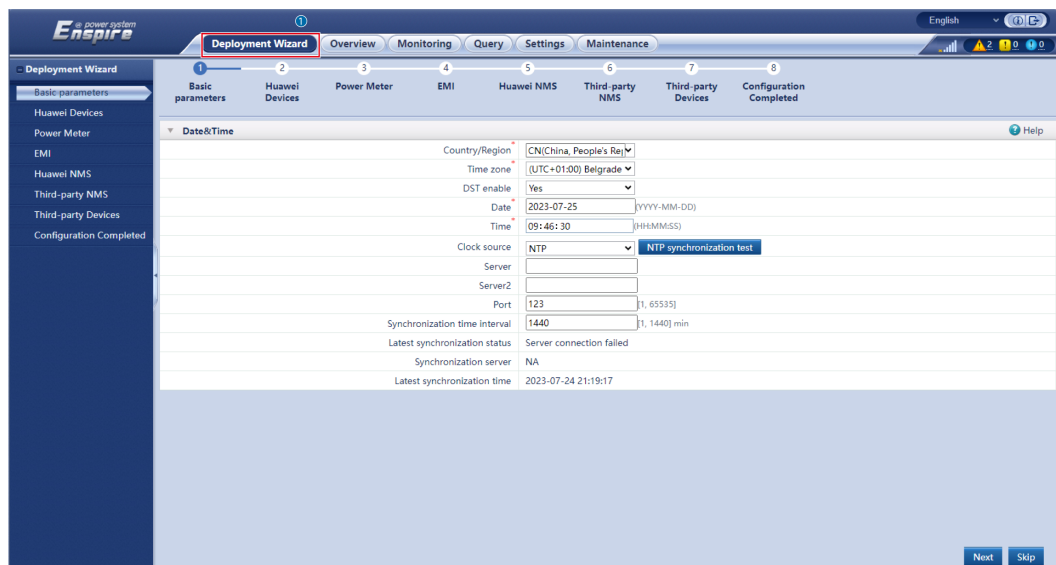 e power system
Enspire
①
English
Deployment Wizard
Overview
Monitoring
Query
Settings
Maintenance
2
0
0
Deployment Wizard
Basic parameters
Huawei Devices
Power Meter
EMI
Huawei NMS
Third-party NMS
Third-party Devices
Configuration Completed
1
2
3
4
5
6
7
8
Basic
parameters
Huawei
Devices
Power Meter
EMI
Huawei NMS
Third-party
NMS
Third-party
Devices
Configuration
Completed
Date&Time
Help
Country/Region * CN(China, People's Rep
Time zone * (UTC+01:00) Belgrade
DST enable Yes
Date * 2023-07-25 (YYYY-MM-DD)
Time * 09:46:30 (HH:MM:SS)
Clock source NTP NTP synchronization test
Server
Server2
Port 123 [1, 65535]
Synchronization time interval 1440 [1, 1440] min
Latest synchronization status Server connection failed
Synchronization server NA
Latest synchronization time 2023-07-24 21:19:17
Next Skip